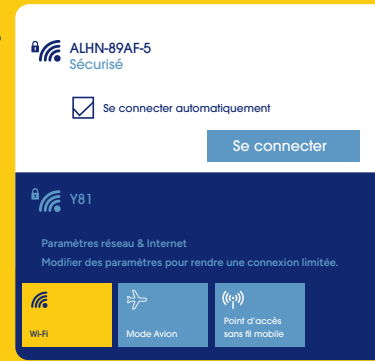 ALHN-89AF-5
Sécurisé
Se connecter automatiquement
Se connecter
Y81
Paramètres réseau & Internet
Modifier des paramètres pour rendre une connexion limitée.
Wi-Fi
Mode Avion
Point d'accès
sans fil mobile